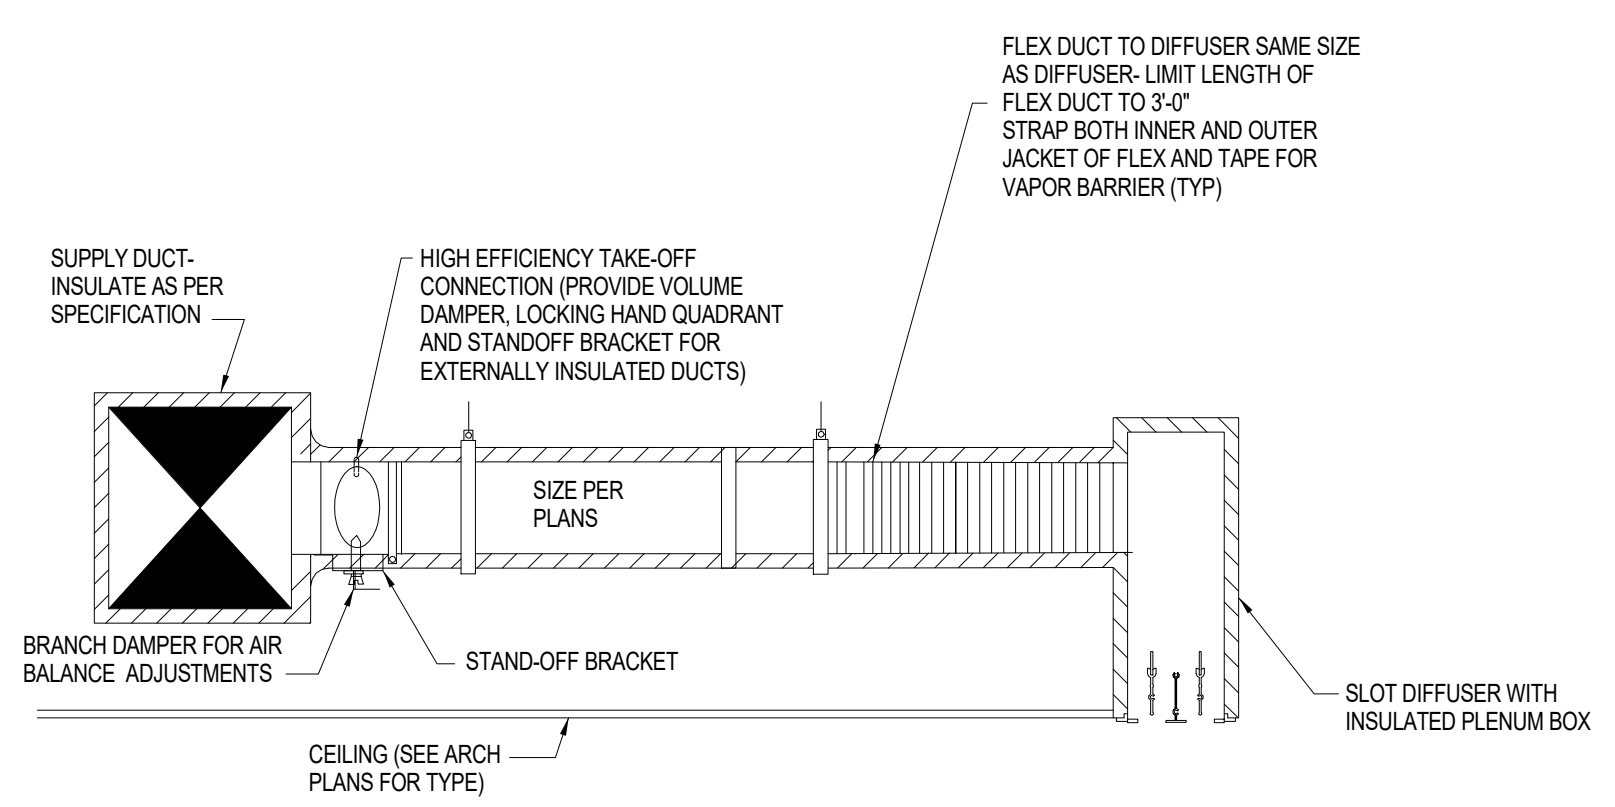 FLEX DUCT TO DIFFUSER SAME SIZE
AS DIFFUSER- LIMIT LENGTH OF
FLEX DUCT TO 3'-0"
STRAP BOTH INNER AND OUTER
JACKET OF FLEX AND TAPE FOR
VAPOR BARRIER (TYP)
SUPPLY DUCT-
INSULATE AS PER
SPECIFICATION
HIGH EFFICIENCY TAKE-OFF
CONNECTION (PROVIDE VOLUME
DAMPER, LOCKING HAND QUADRANT
AND STANDOFF BRACKET FOR
EXTERNALLY INSULATED DUCTS)
SIZE PER
PLANS
BRANCH DAMPER FOR AIR
BALANCE  ADJUSTMENTS
STAND-OFF BRACKET
SLOT DIFFUSER WITH
INSULATED PLENUM BOX
CEILING (SEE ARCH
PLANS FOR TYPE)